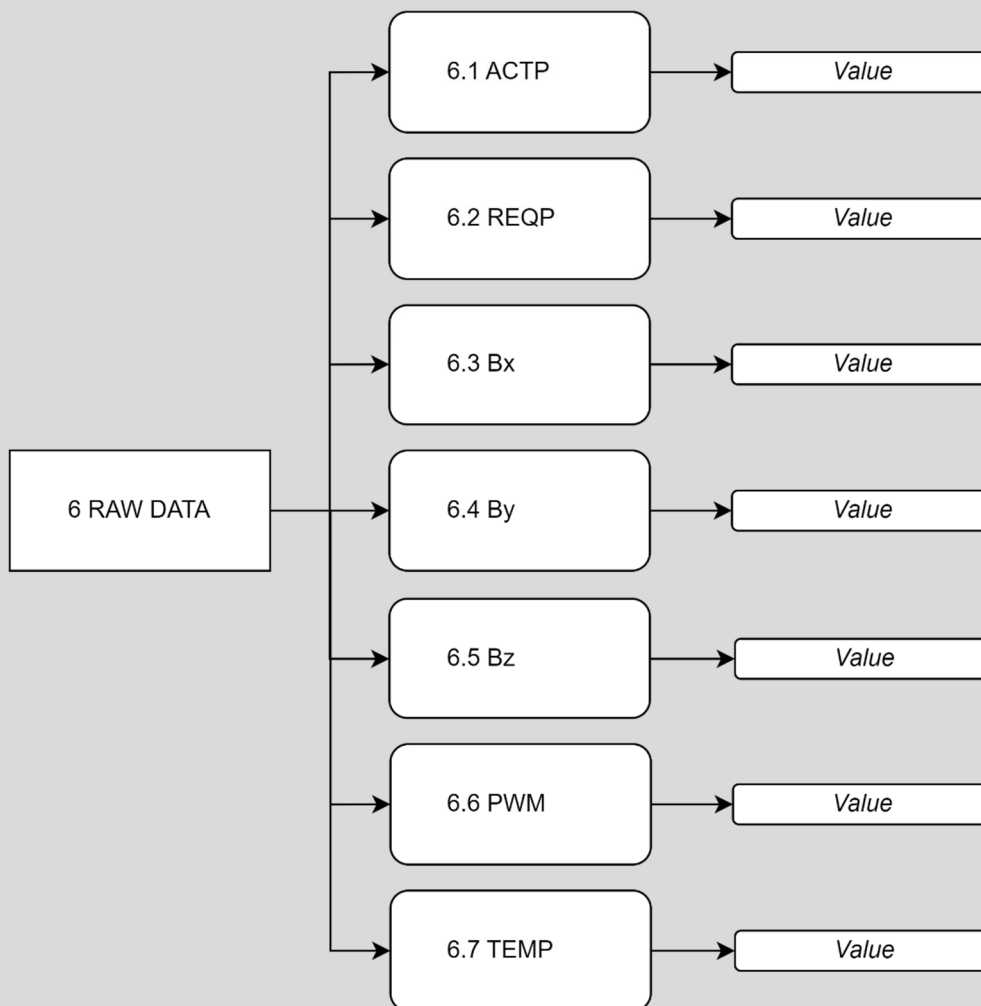 6.1 ACTP
Value
6.2 REQP
Value
6.3 Bx
Value
6 RAW DATA
6.4 By
Value
6.5 Bz
Value
6.6 PWM
Value
6.7 TEMP
Value